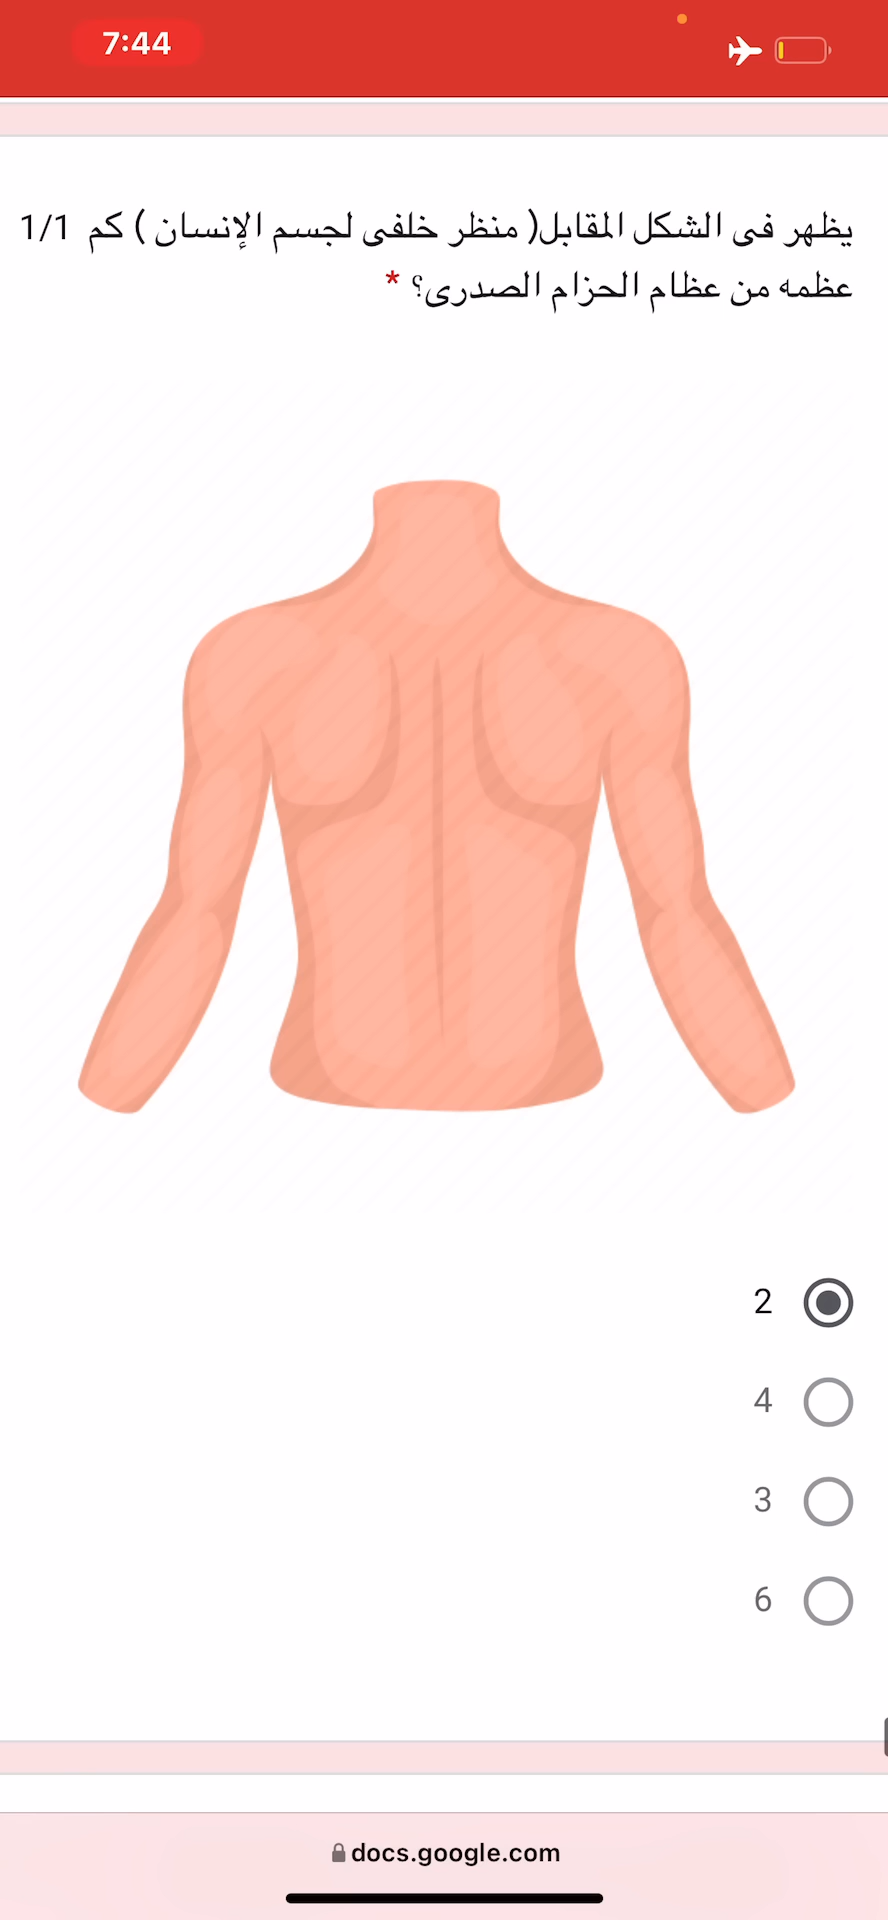 7:44
يظهر فى الشكل المقابل( منظر خلفى لجسم الإنسان ) كم 1/1
عظمه من عظام الحزام الصدرى؟ *
2
4
3
6
docs.google.com